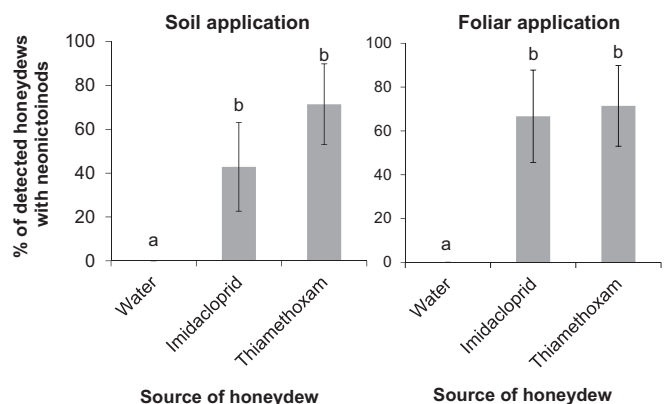 Soil application
Foliar application
% of detected honeydews
with neonictoinods
100
80
60
40
20
0
a
b
b
Water
Imidacloprid
Thiamethoxam
Source of honeydew
100
80
60
40
20
0
a
b
b
Water
Imidacloprid
Thiamethoxam
Source of honeydew